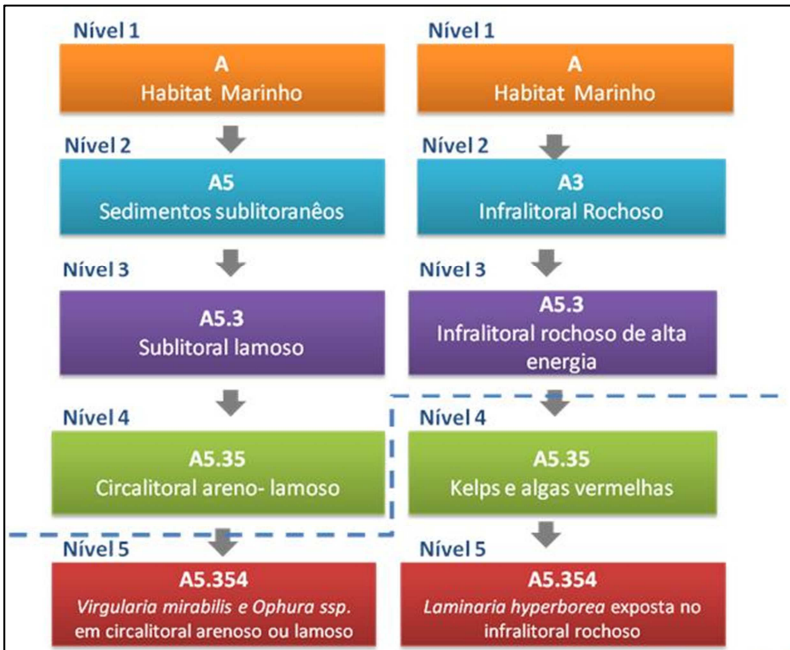 Nível 1
A
Habitat Marinho
Nível 2
A5
Sedimentos sublitoranêos
Nível 3
A5.3
Sublitoral lamoso
Nível 4
A5.35
Circalitoral areno- lamoso
Nível 5
A5.354
Virgularia mirabilis e Ophura ssp.
em circalitoral arenoso ou lamoso
Nível 1
A
Habitat Marinho
Nível 2
A3
Infralitoral Rochoso
Nível 3
A5.3
Infralitoral rochoso de alta
energia
Nível 4
A5.35
Kelps e algas vermelhas
Nível 5
A5.354
Laminaria hyperborea exposta no
infralitoral rochoso